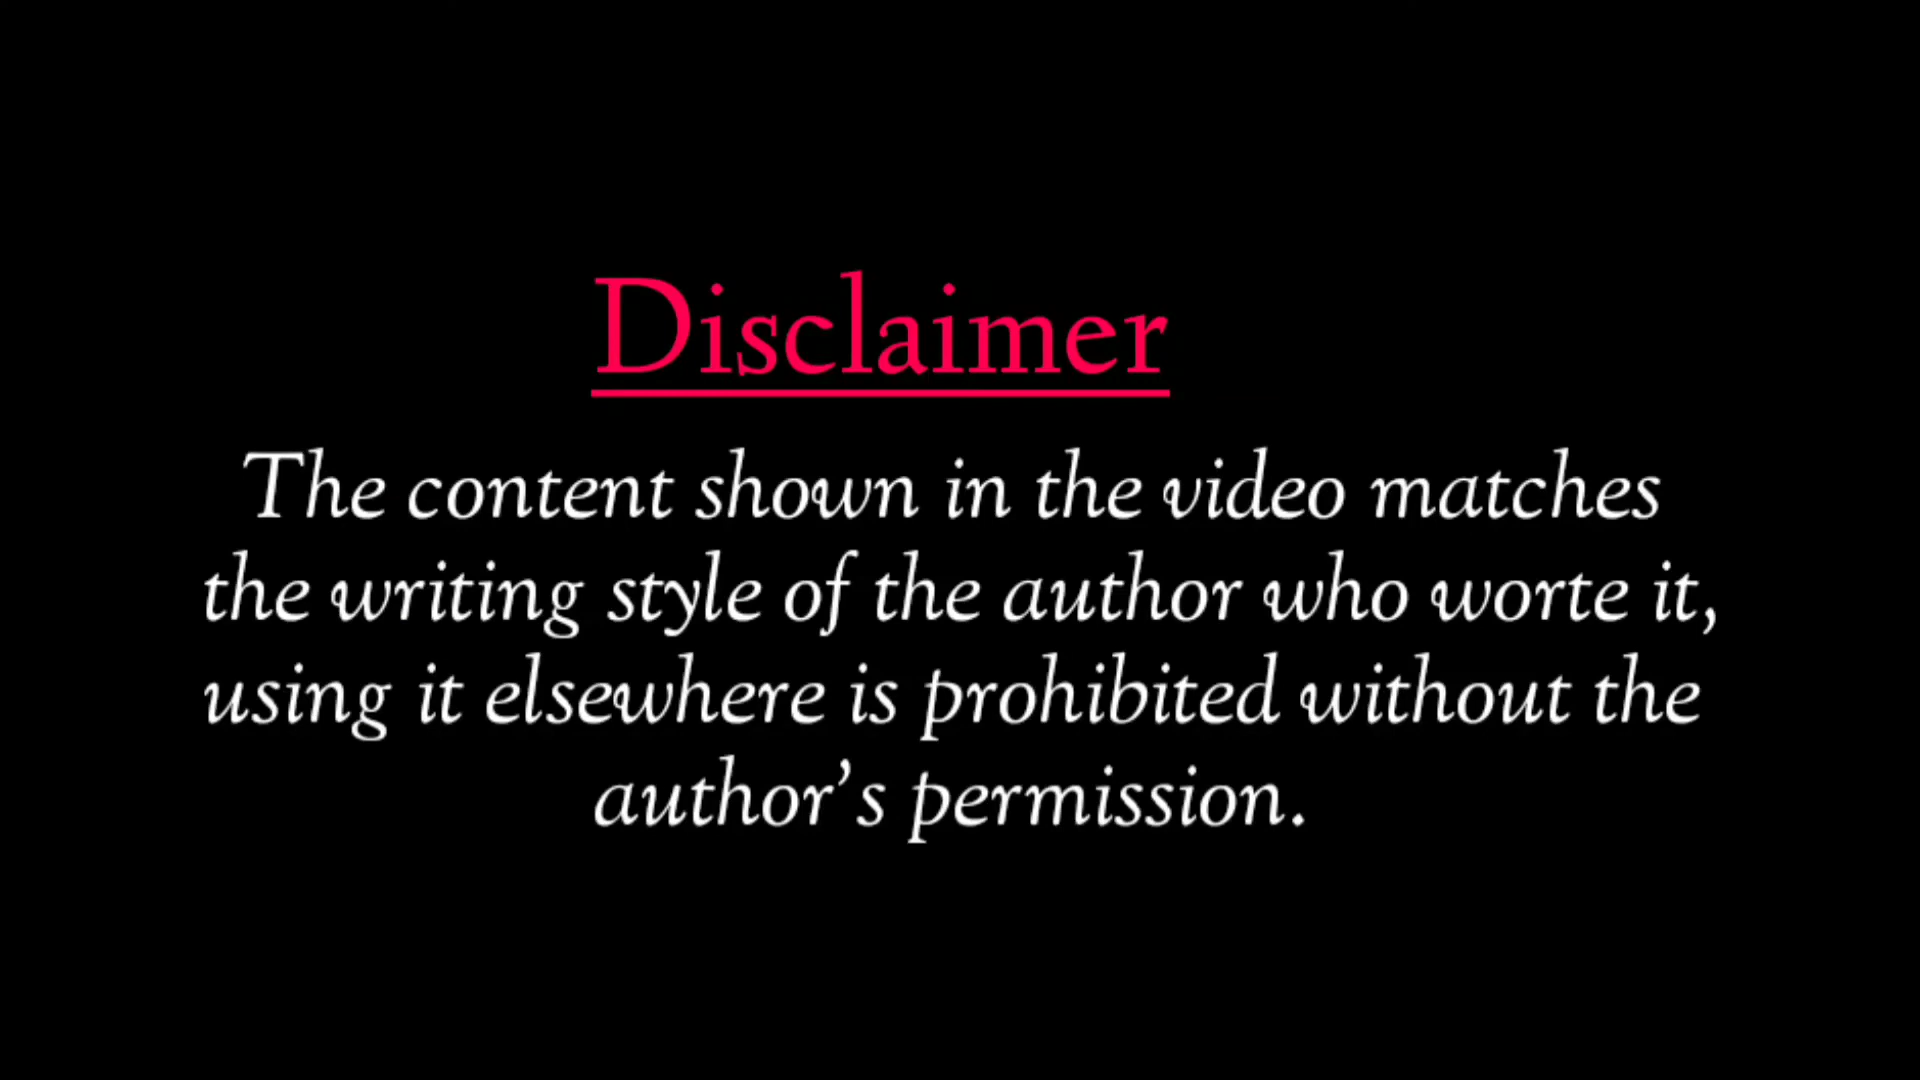 Disclaimer
The content shown in the video matches
the writing style of the author who worte it,
using it elsewhere is prohibited without the
author’s permission.